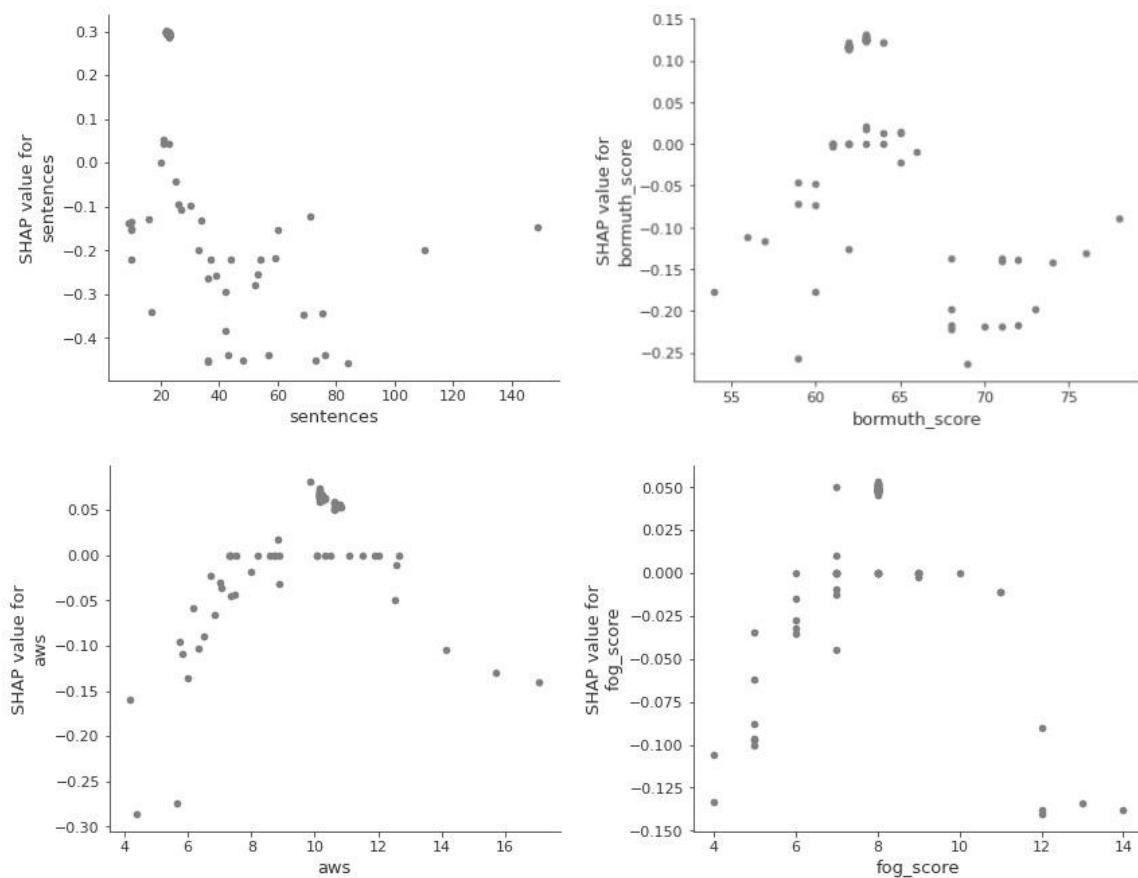 0.3
0.2
0.1
0.0
−0.1
−0.2
−0.3
−0.4
SHAP value for
sentences
20 40 60 80 100 120 140
sentences
0.15
0.10
0.05
0.00
−0.05
−0.10
−0.15
−0.20
−0.25
SHAP value for
bormuth_score
55 60 65 70 75
bormuth_score
0.05
0.00
−0.05
−0.10
−0.15
−0.20
−0.25
−0.30
SHAP value for
aws
4 6 8 10 12 14 16
aws
0.050
0.025
0.000
−0.025
−0.050
−0.075
−0.100
−0.125
−0.150
SHAP value for
fog_score
4 6 8 10 12 14
fog_score